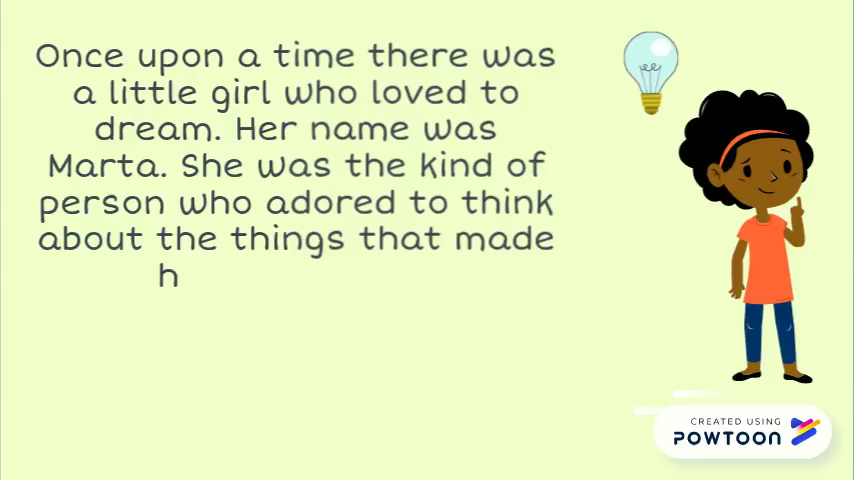 Once upon a time there was
a little girl who loved to
dream. Her name was
Marta. She was the kind of
person who adored to think
about the things that made
h
CREATED USING
POWTOON